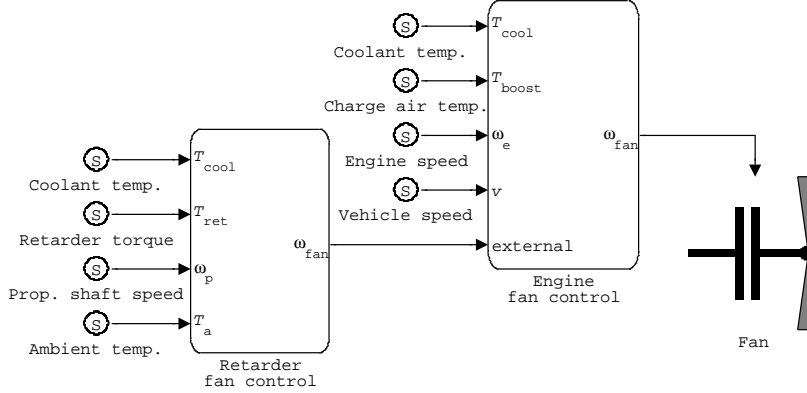 S
T_cool
Coolant temp.
S
T_boost
Charge air temp.
S
ω_e
ω_fan
Engine speed
S
v
Vehicle speed
external
Engine
fan control
S
T_cool
Coolant temp.
S
T_ret
Retarder torque
ω_fan
S
ω_p
Prop. shaft speed
S
T_a
Ambient temp.
Retarder
fan control
Fan